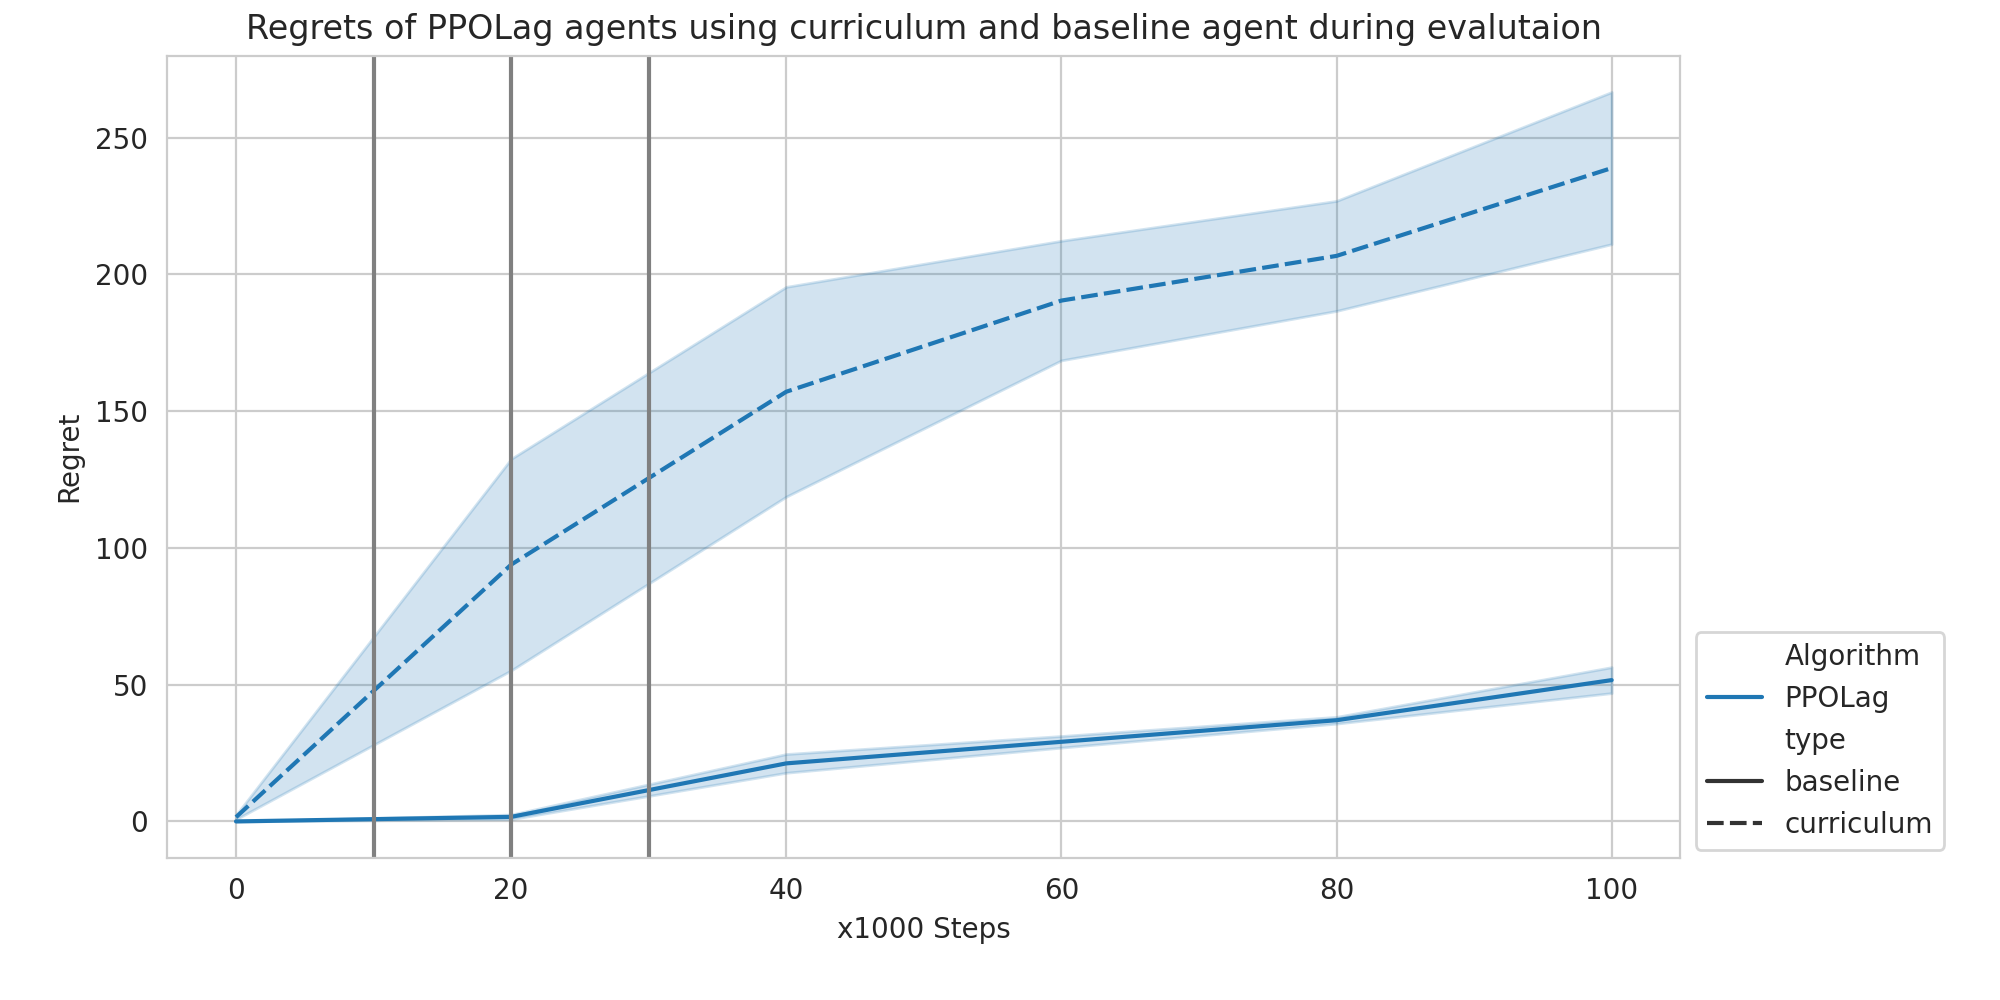 Regrets of PPOLag agents using curriculum and baseline agent during evalutaion
250
200
150
100
50
0
Regret
0 20 40 60 80 100
x1000 Steps
Algorithm
PPOLag
type
baseline
curriculum